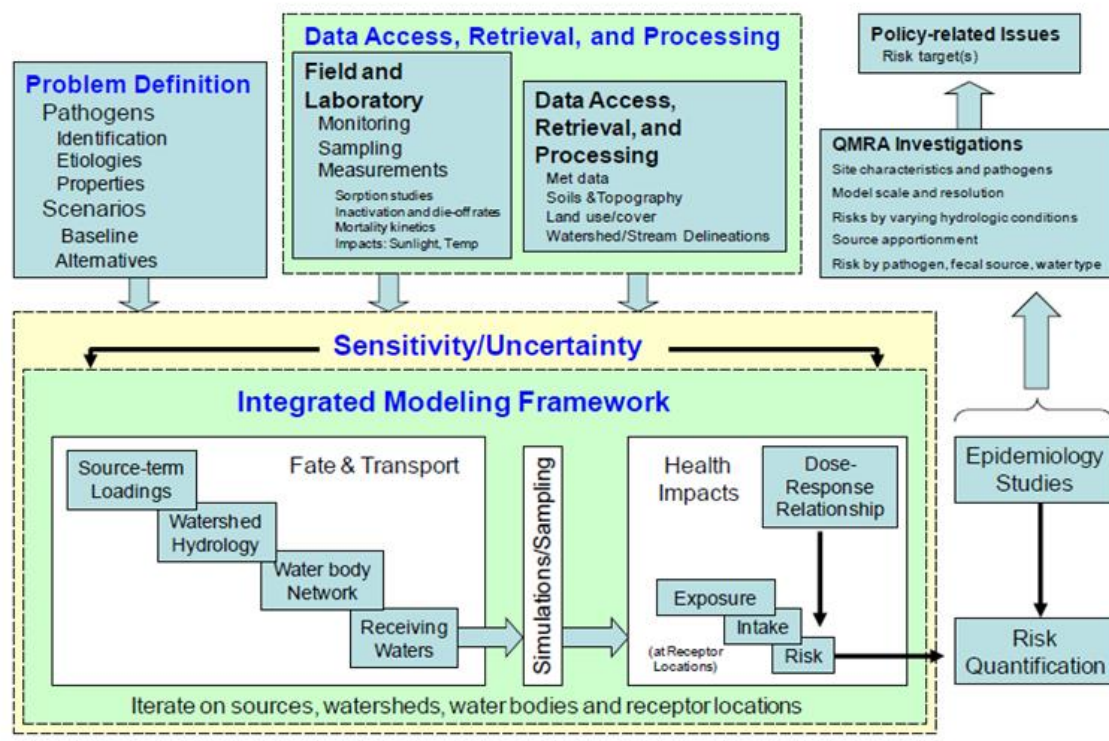 Problem Definition
Pathogens
Identification
Etiologies
Properties
Scenarios
Baseline
Alternatives
Data Access, Retrieval, and Processing
Field and
Laboratory
Monitoring
Sampling
Measurements
Sorption studies
Inactivation and die-off rates
Mortality kinetics
Impacts: Sunlight, Temp
Data Access,
Retrieval, and
Processing
Met data
Soils &Topography
Land use/cover
Watershed/Stream Delineations
Policy-related Issues
Risk target(s)
QMRA Investigations
Site characteristics and pathogens
Model scale and resolution
Risks by varying hydrologic conditions
Source apportionment
Risk by pathogen, fecal source, water type
Sensitivity/Uncertainty
Integrated Modeling Framework
Fate & Transport
Source-term
Loadings
Watershed
Hydrology
Water body
Network
Receiving
Waters
Simulations/Sampling
Health
Impacts
Dose-
Response
Relationship
Exposure
Intake
Risk
(at Receptor
Locations)
Iterate on sources, watersheds, water bodies and receptor locations
Epidemiology
Studies
Risk
Quantification